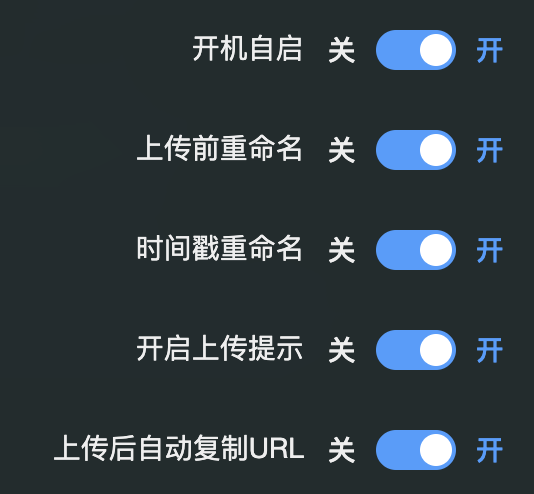 开机自启 关 开
上传前重命名 关 开
时间戳重命名 关 开
开启上传提示 关 开
上传后自动复制URL 关 开